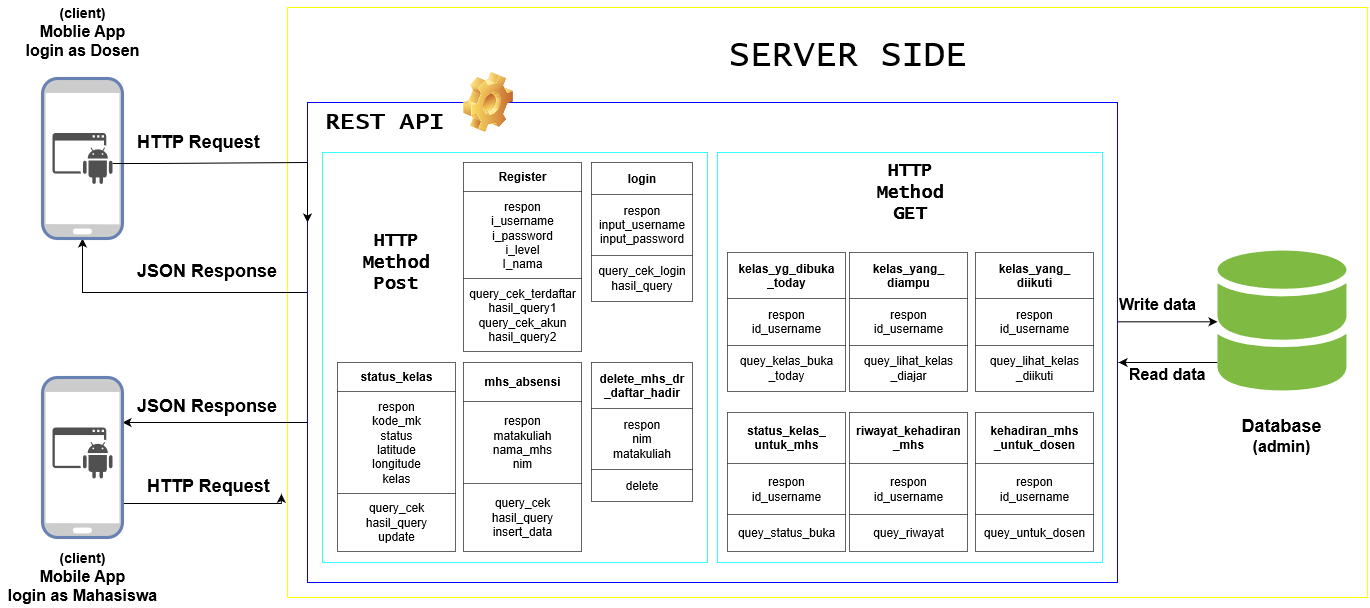 (client)
Moblie App
login as Dosen
HTTP Request
JSON Response
JSON Response
HTTP Request
(client)
Mobile App
login as Mahasiswa
SERVER SIDE
REST API
HTTP
Method
Post
Register
respon
i_username
i_password
i_level
l_nama
query_cek_terdaftar
hasil_query1
query_cek_akun
hasil_query2
login
respon
input_username
input_password
query_cek_login
hasil_query
status_kelas
respon
kode_mk
status
latitude
longitude
kelas
query_cek
hasil_query
update
mhs_absensi
respon
matakuliah
nama_mhs
nim
query_cek
hasil_query
insert_data
delete_mhs_dr
_daftar_hadir
respon
nim
matakuliah
delete
HTTP
Method
GET
kelas_yg_dibuka
_today
respon
id_username
quey_kelas_buka
_today
kelas_yang_
diampu
respon
id_username
quey_lihat_kelas
_diajar
kelas_yang_
diikuti
respon
id_username
quey_lihat_kelas
_diikuti
status_kelas_
untuk_mhs
respon
id_username
quey_status_buka
riwayat_kehadiran
_mhs
respon
id_username
quey_riwayat
kehadiran_mhs
_untuk_dosen
respon
id_username
quey_untuk_dosen
Write data
Read data
Database
(admin)